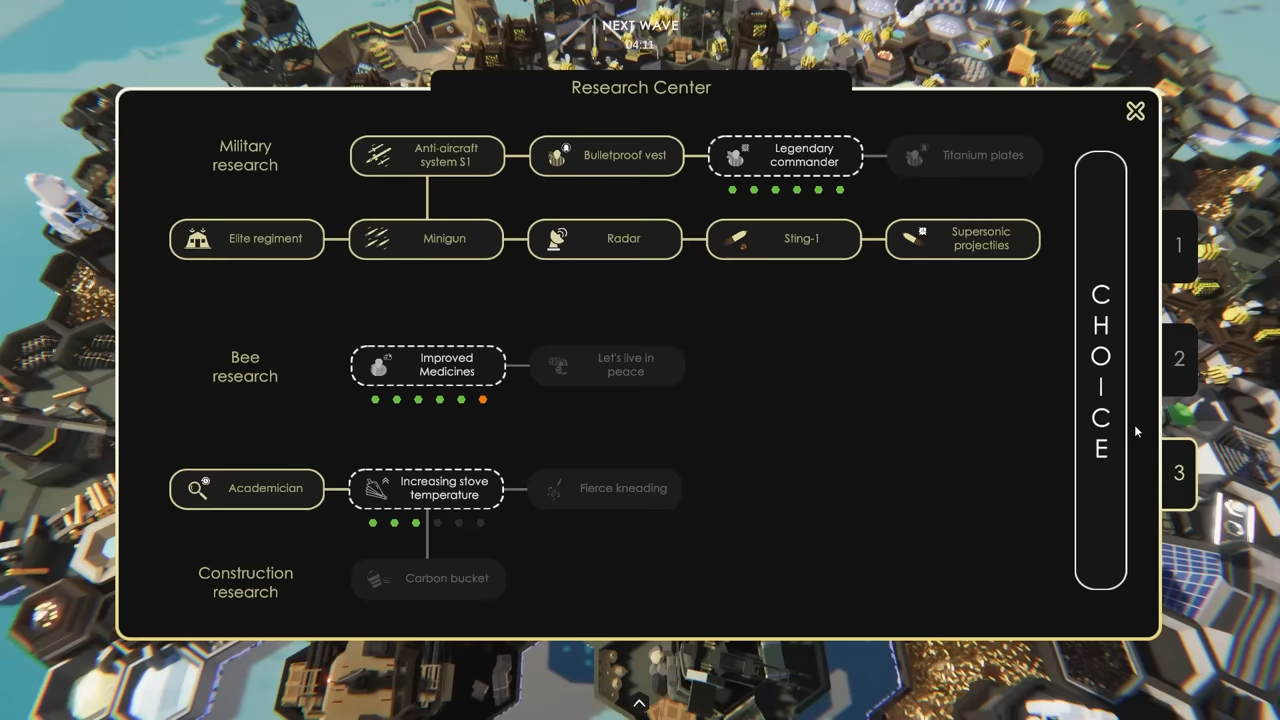 NEXT WAVE
04:11
Research Center
Military
research
Anti-aircraft
system S1
Bulletproof vest
Legendary
commander
Titanium plates
Elite regiment
Minigun
Radar
Sting-1
Supersonic
projectiles
Bee
research
Improved
Medicines
Let's live in
peace
Academician
Increasing stove
temperature
Fierce kneading
Construction
research
Carbon bucket
CHOICE
1
2
3